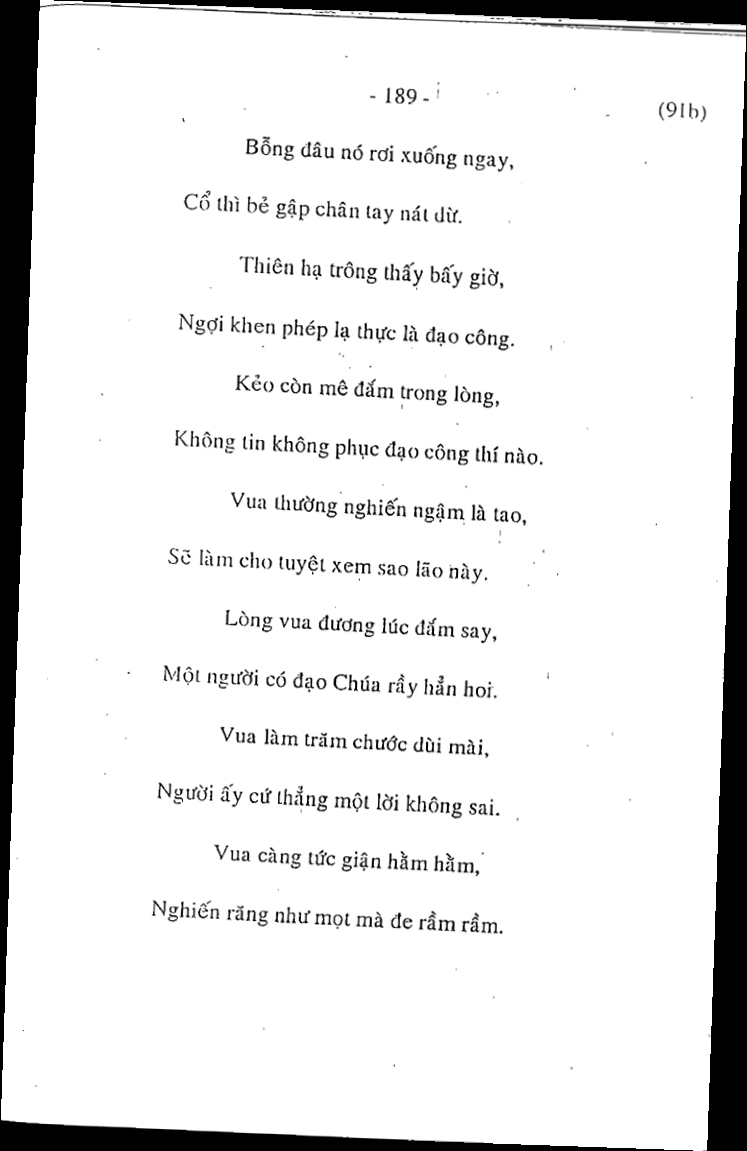 - 189 -
(91b)
Bỗng đâu nó rơi xuống ngay,
Cổ thì bẻ gập chân tay nát dừ.
Thiên hạ trông thấy bấy giờ,
Ngợi khen phép lạ thực là đạo công.
Kẻo còn mê đắm trong lòng,
Không tin không phục đạo công thí nào.
Vua thường nghiến ngậm là tao,
Sẽ làm cho tuyệt xem sao lão này.
Lòng vua đương lúc đắm say,
Một người có đạo Chúa rầy hẳn hoi.
Vua làm trăm chước dùi mài,
Người ấy cứ thẳng một lời không sai.
Vua càng tức giận hằm hằm,
Nghiến răng như mọt mà đe rầm rầm.